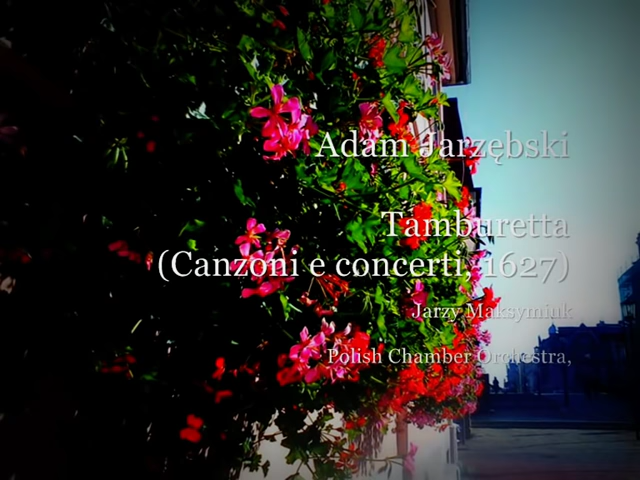 Adam Jarzębski
Tamburetta
(Canzoni e concerti, 1627)
Jarzy Maksymiuk
Polish Chamber Orchestra,